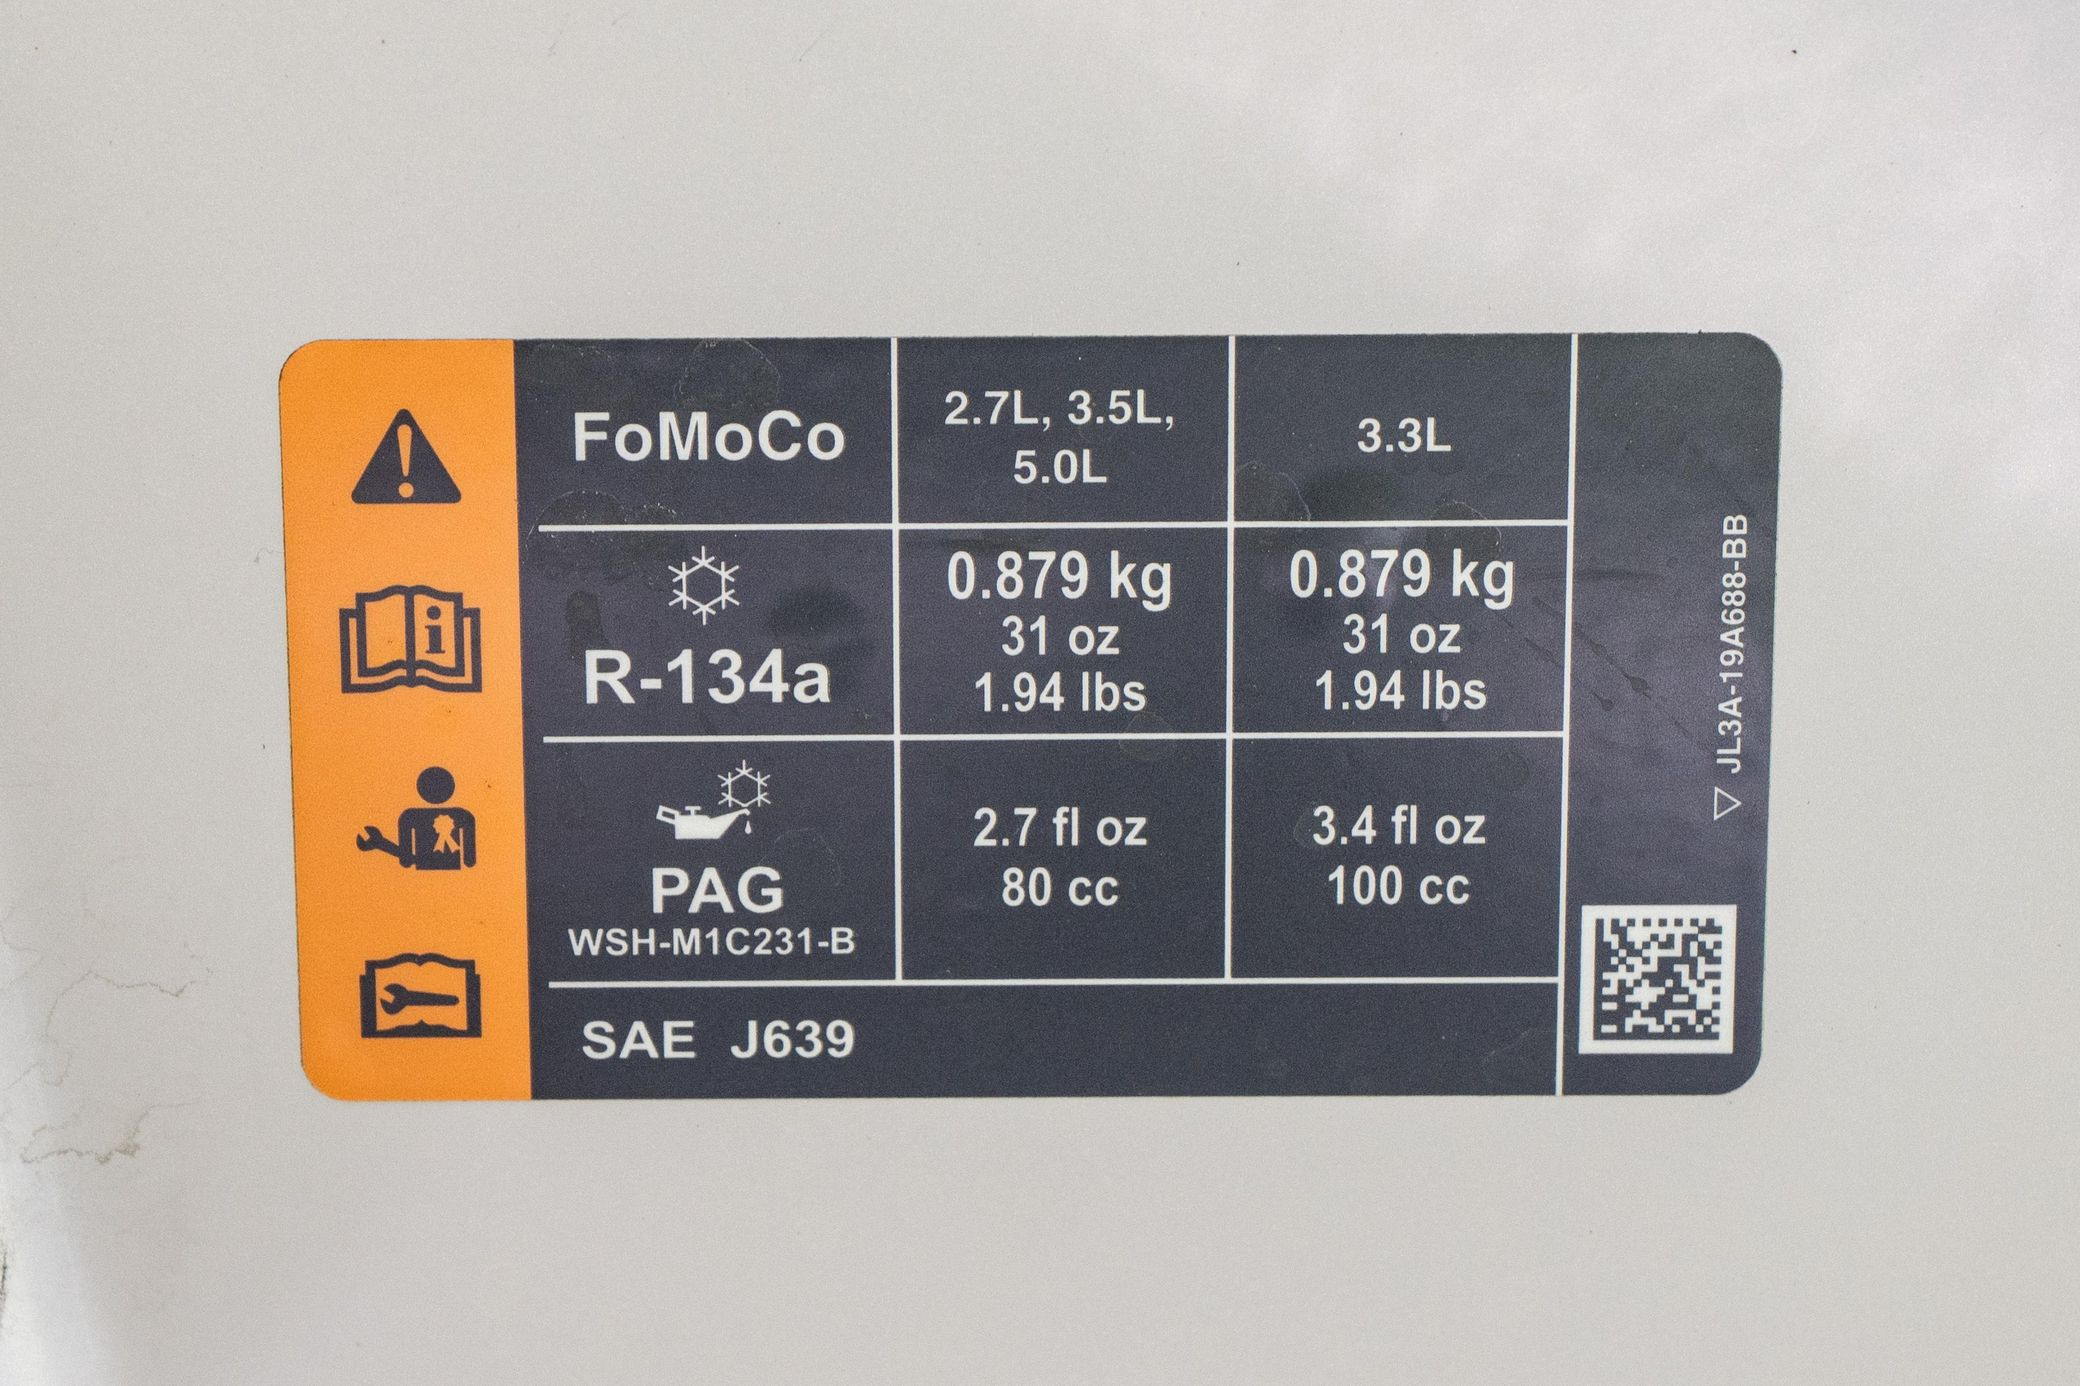 FoMoCo
2.7L, 3.5L,
5.0L
3.3L
R-134a
0.879 kg
31 oz
1.94 lbs
0.879 kg
31 oz
1.94 lbs
PAG
WSH-M1C231-B
2.7 fl oz
80 cc
3.4 fl oz
100 cc
SAE J639
JL3A-19A688-BB